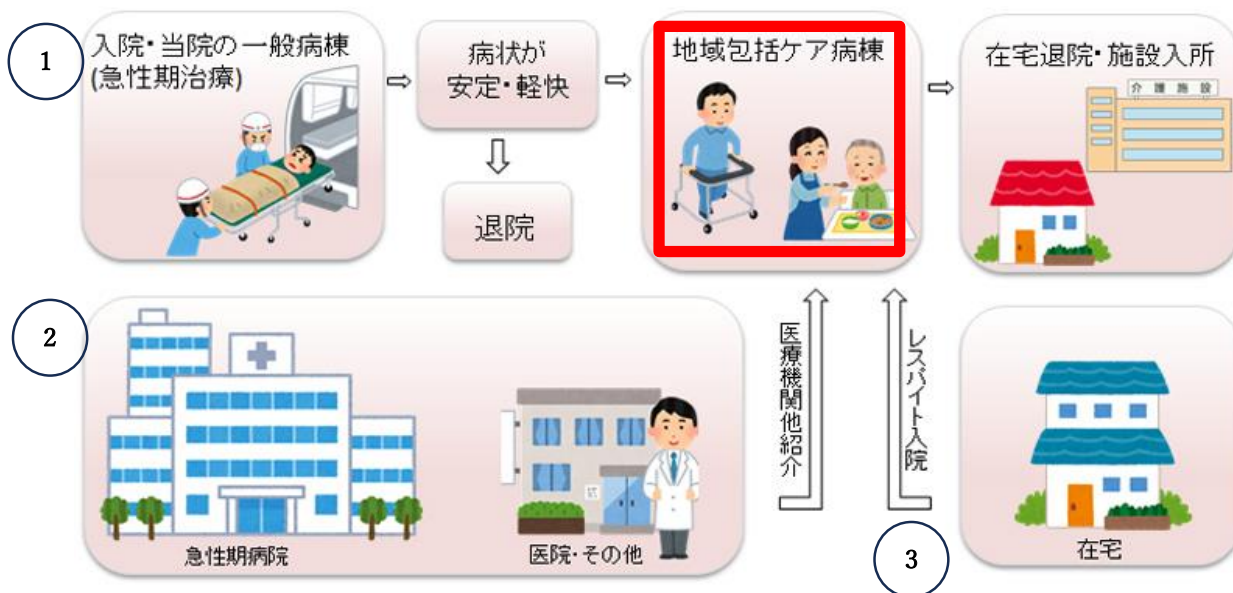 1
入院・当院の一般病棟
(急性期治療)
病状が
安定・軽快
地域包括ケア病棟
在宅退院・施設入所
介護施設
退院
2
急性期病院
医院・その他
医療機関他紹介
レスパイト入院
3
在宅